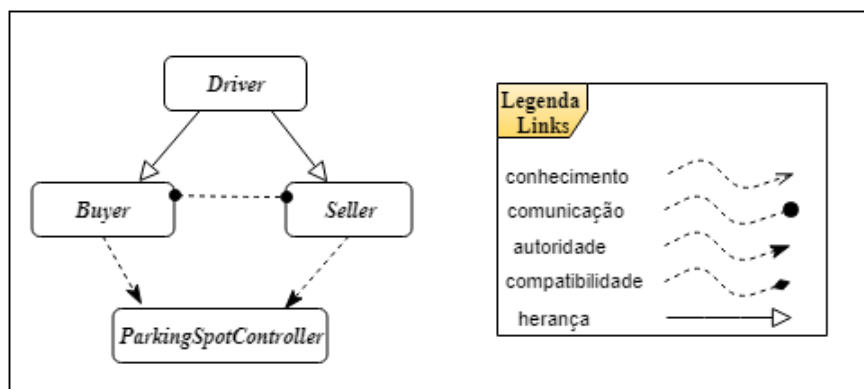 Driver
Buyer
Seller
ParkingSpotController
Legenda
Links
conhecimento
comunicação
autoridade
compatibilidade
herança